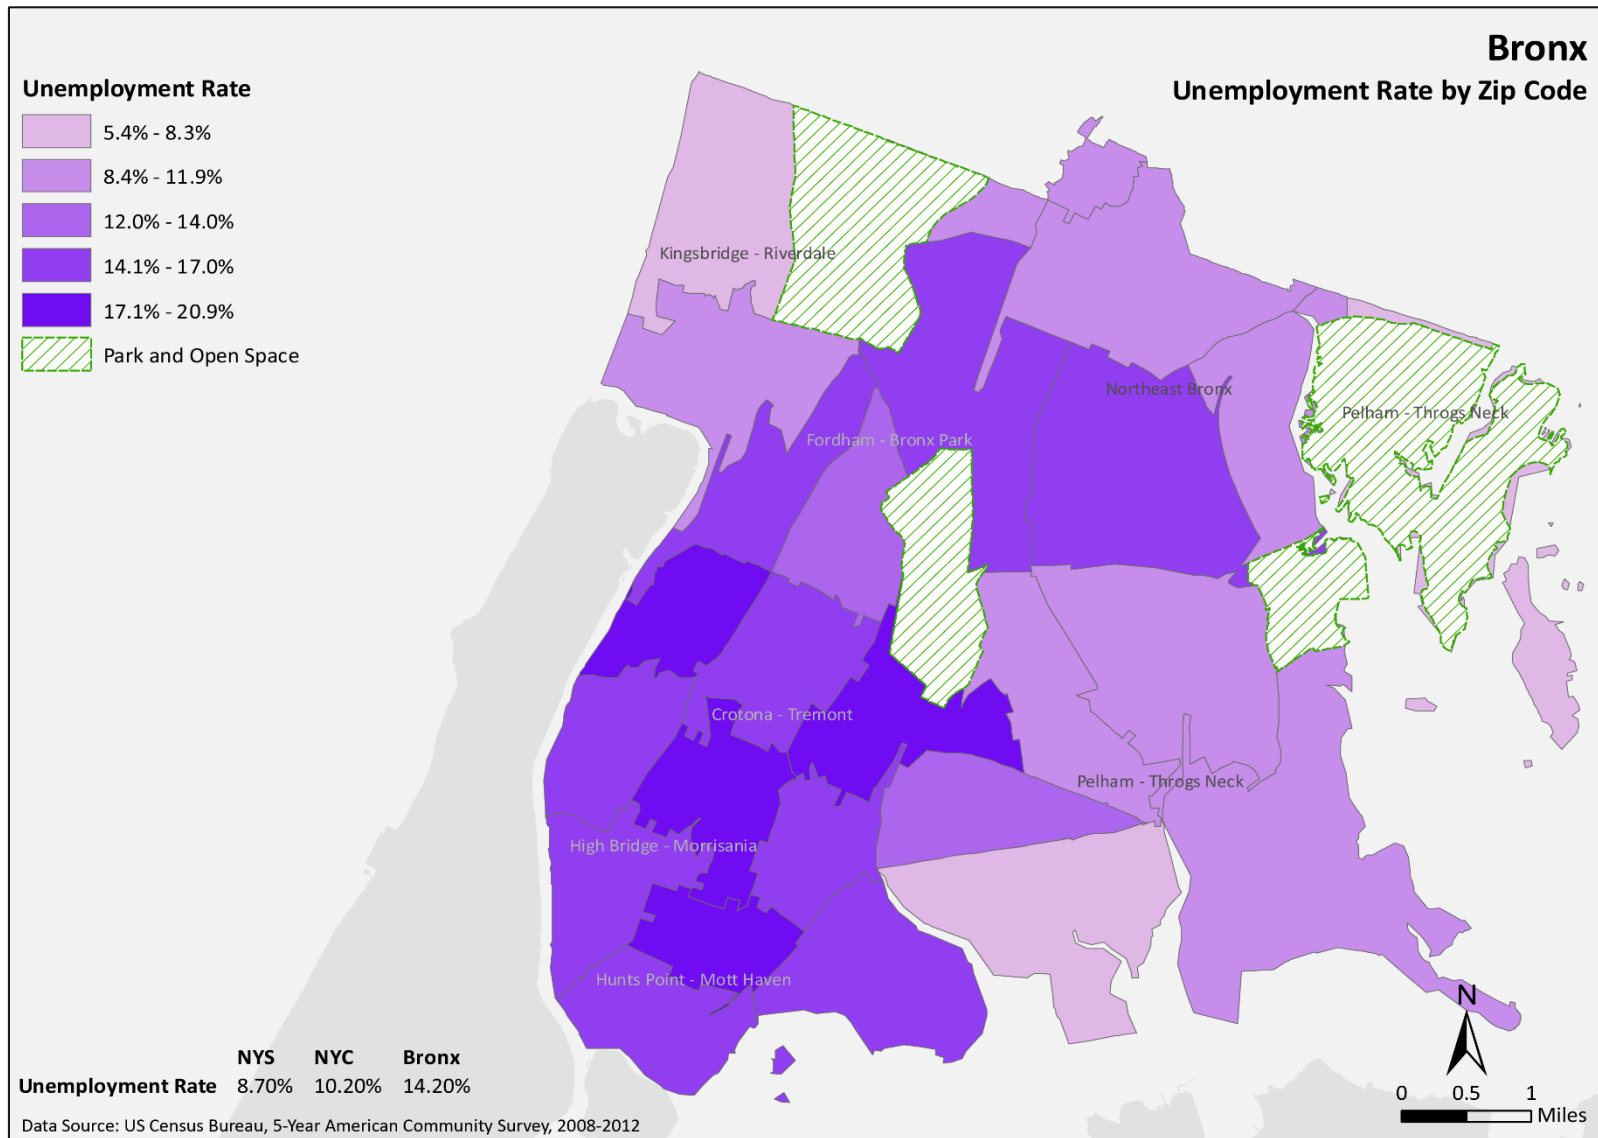 Bronx
Unemployment Rate by Zip Code
Unemployment Rate
5.4% - 8.3%
8.4% - 11.9%
12.0% - 14.0%
14.1% - 17.0%
17.1% - 20.9%
Park and Open Space
Kingsbridge - Riverdale
Northeast Bronx
Pelham - Throgs Neck
Fordham - Bronx Park
Crotona - Tremont
Pelham - Throgs Neck
High Bridge - Morrisania
Hunts Point - Mott Haven
N
NYS NYC Bronx
Unemployment Rate 8.70% 10.20% 14.20%
0 0.5 1
Miles
Data Source: US Census Bureau, 5-Year American Community Survey, 2008-2012